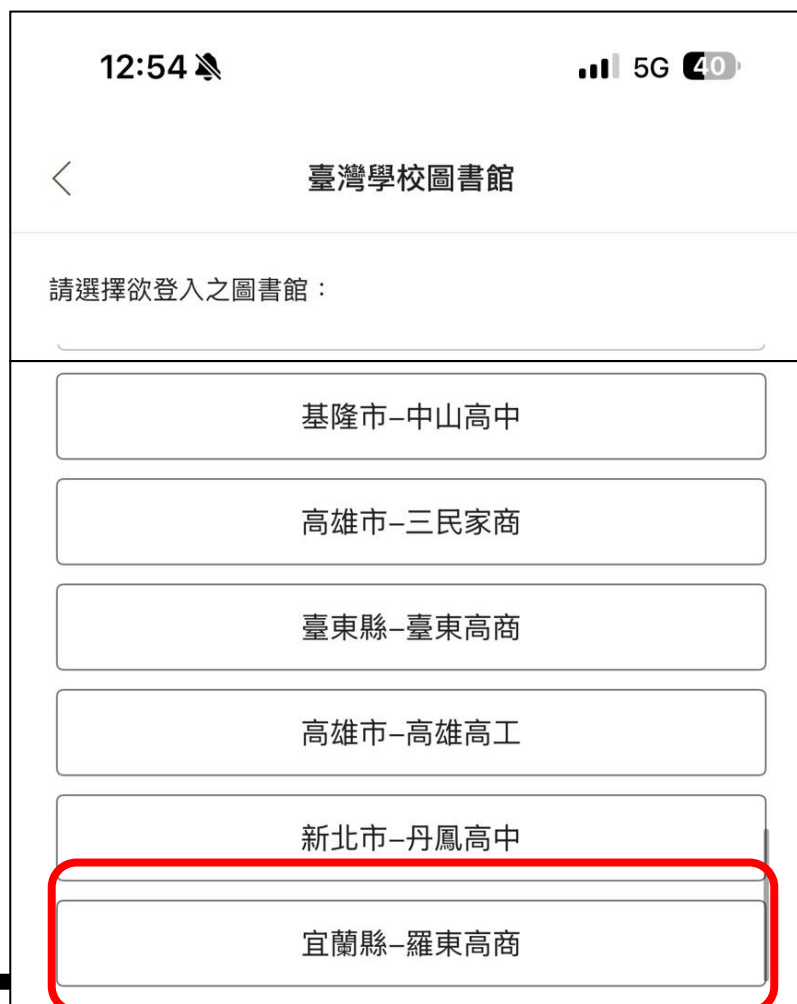 12:54 5G 40
臺灣學校圖書館
請選擇欲登入之圖書館：
基隆市–中山高中
高雄市–三民家商
臺東縣–臺東高商
高雄市–高雄高工
新北市–丹鳳高中
宜蘭縣–羅東高商